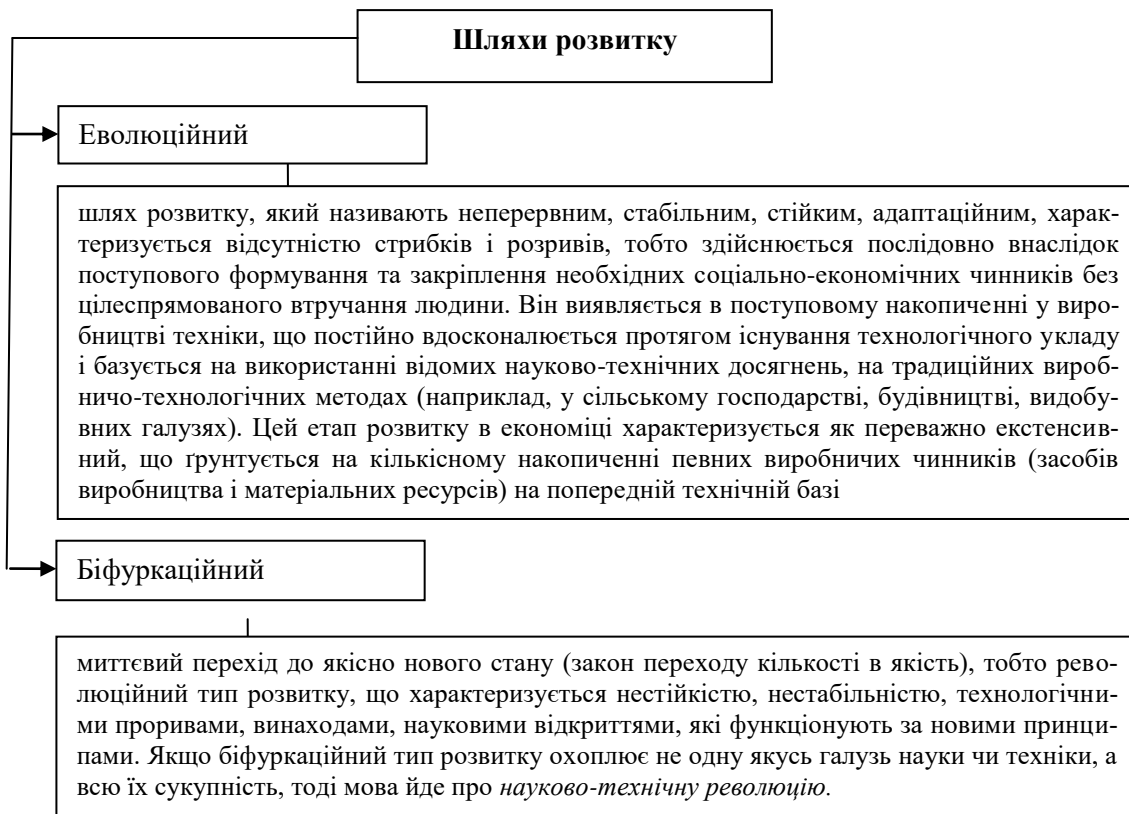 Шляхи розвитку
Еволюційний
шлях розвитку, який називають неперервним, стабільним, стійким, адаптаційним, харак-
теризується відсутністю стрибків і розривів, тобто здійснюється послідовно внаслідок
поступового формування та закріплення необхідних соціально-економічних чинників без
цілеспрямованого втручання людини. Він виявляється в поступовому накопиченні у виро-
бництві техніки, що постійно вдосконалюється протягом існування технологічного укладу
і базується на використанні відомих науково-технічних досягнень, на традиційних вироб-
ничо-технологічних методах (наприклад, у сільському господарстві, будівництві, видобу-
вних галузях). Цей етап розвитку в економіці характеризується як переважно екстенсив-
ний, що ґрунтується на кількісному накопиченні певних виробничих чинників (засобів
виробництва і матеріальних ресурсів) на попередній технічній базі
Біфуркаційний
миттєвий перехід до якісно нового стану (закон переходу кількості в якість), тобто рево-
люційний тип розвитку, що характеризується нестійкістю, нестабільністю, технологічни-
ми проривами, винаходами, науковими відкриттями, які функціонують за новими принци-
пами. Якщо біфуркаційний тип розвитку охоплює не одну якусь галузь науки чи техніки, а
всю їх сукупність, тоді мова йде про науково-технічну революцію.